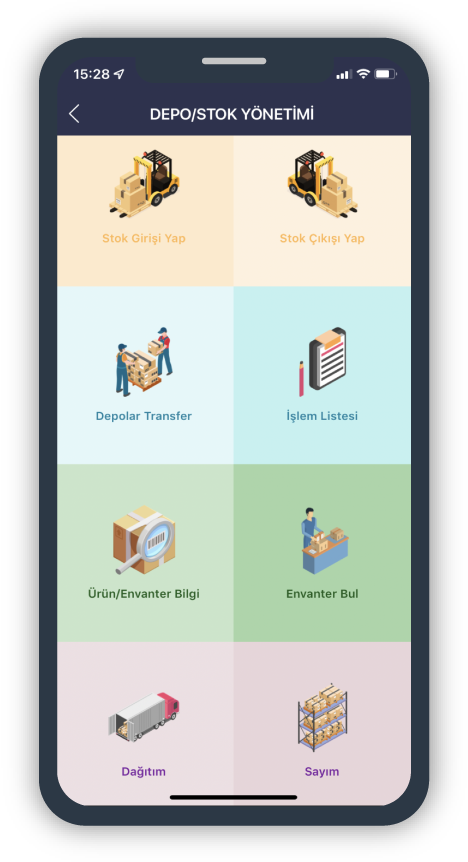 15:28
DEPO/STOK YÖNETİMİ
Stok Girişi Yap
Stok Çıkışı Yap
Depolar Transfer
İşlem Listesi
Ürün/Envanter Bilgi
Envanter Bul
Dağıtım
Sayım